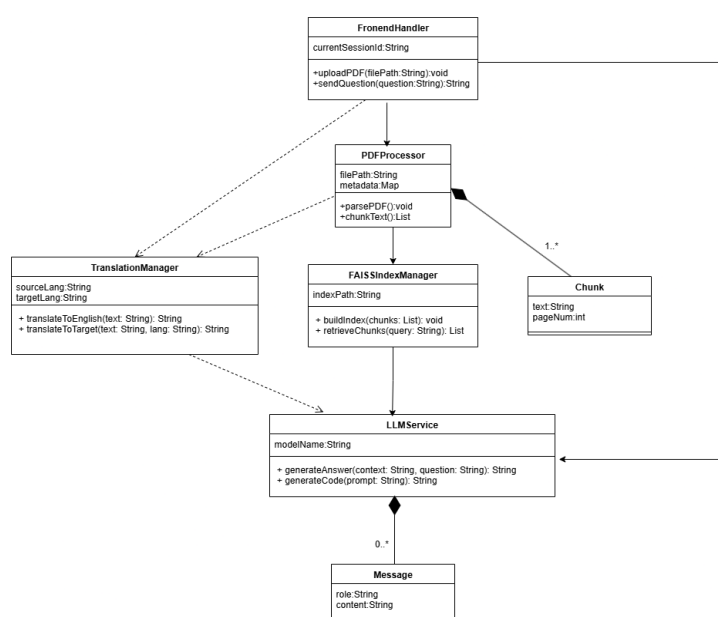 FronendHandler
currentSessionId:String
+uploadPDF(filePath:String):void
+sendQuestion(question:String):String
PDFProcessor
filePath:String
metadata:Map
+parsePDF():void
+chunkText():List
1..*
TranslationManager
sourceLang:String
targetLang:String
+ translateToEnglish(text: String): String
+ translateToTarget(text: String, lang: String): String
FAISSIndexManager
indexPath:String
+ buildIndex(chunks: List): void
+ retrieveChunks(query: String): List
Chunk
text:String
pageNum:int
LLMService
modelName:String
+ generateAnswer(context: String, question: String): String
+ generateCode(prompt: String): String
0..*
Message
role:String
content:String